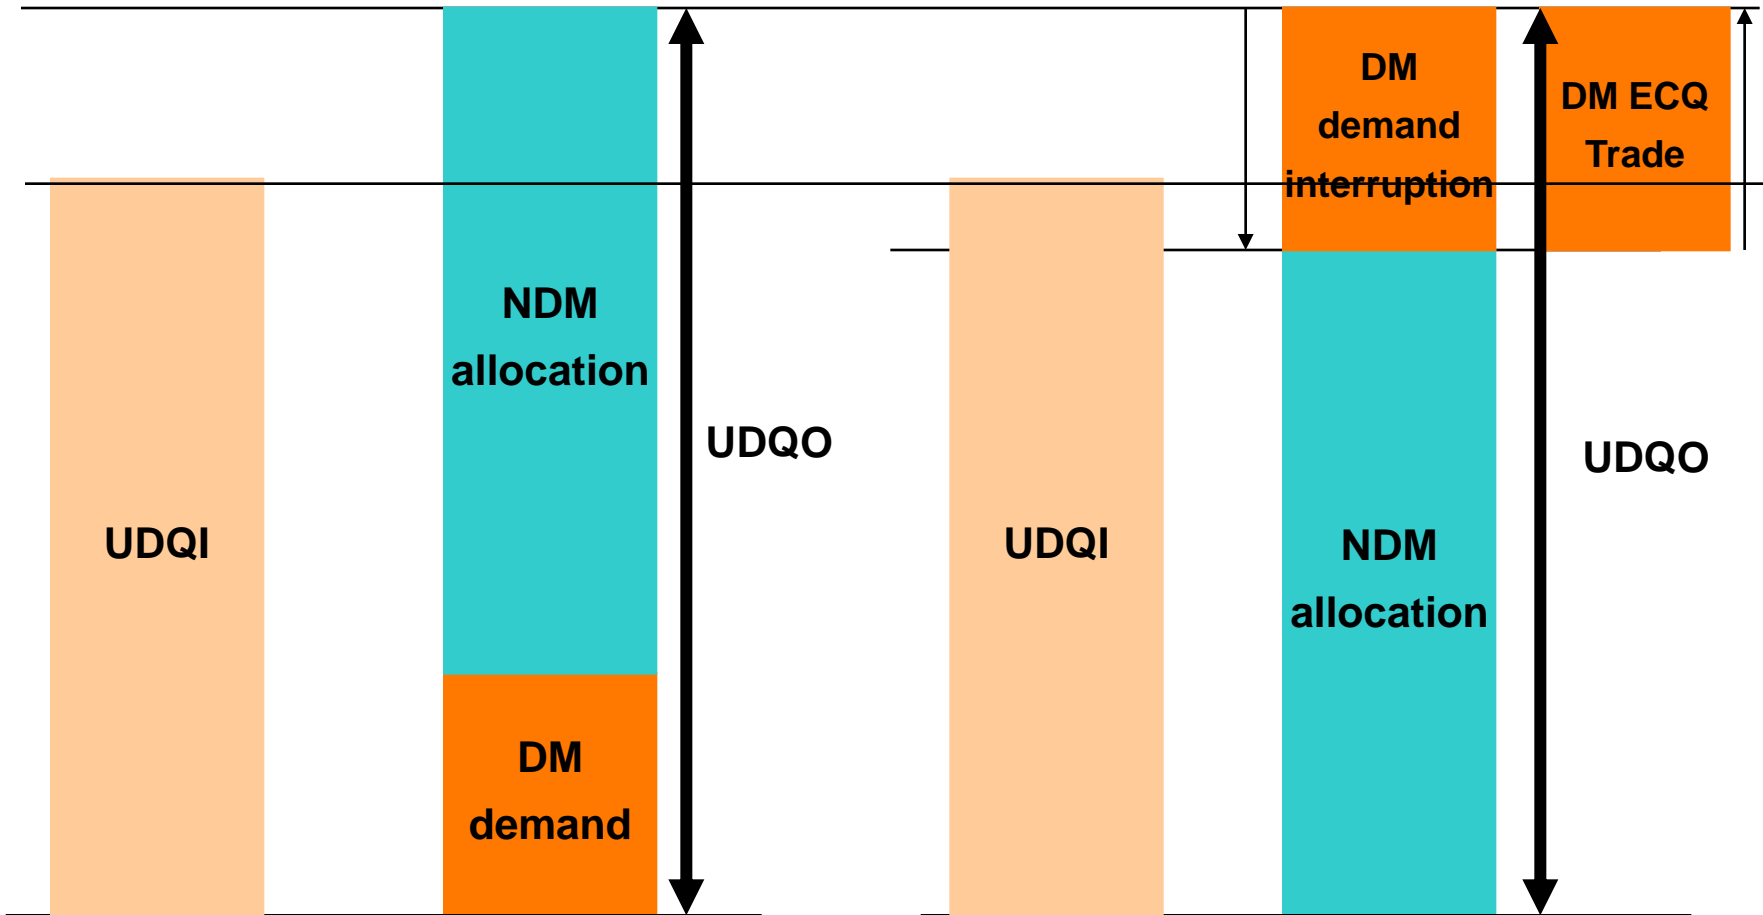 UDQI
NDM
allocation
DM
demand
UDQO
UDQI
DM
demand
interruption
NDM
allocation
DM ECQ
Trade
UDQO